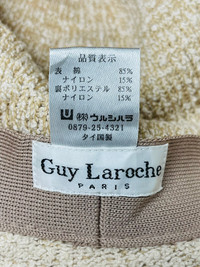 品質表示
表 綿 85%
ナイロン 15%
裏 ポリエステル 85%
ナイロン 15%
U ㈱ウルシハラ
0879-25-4321
タイ国製
Guy Laroche
PARIS